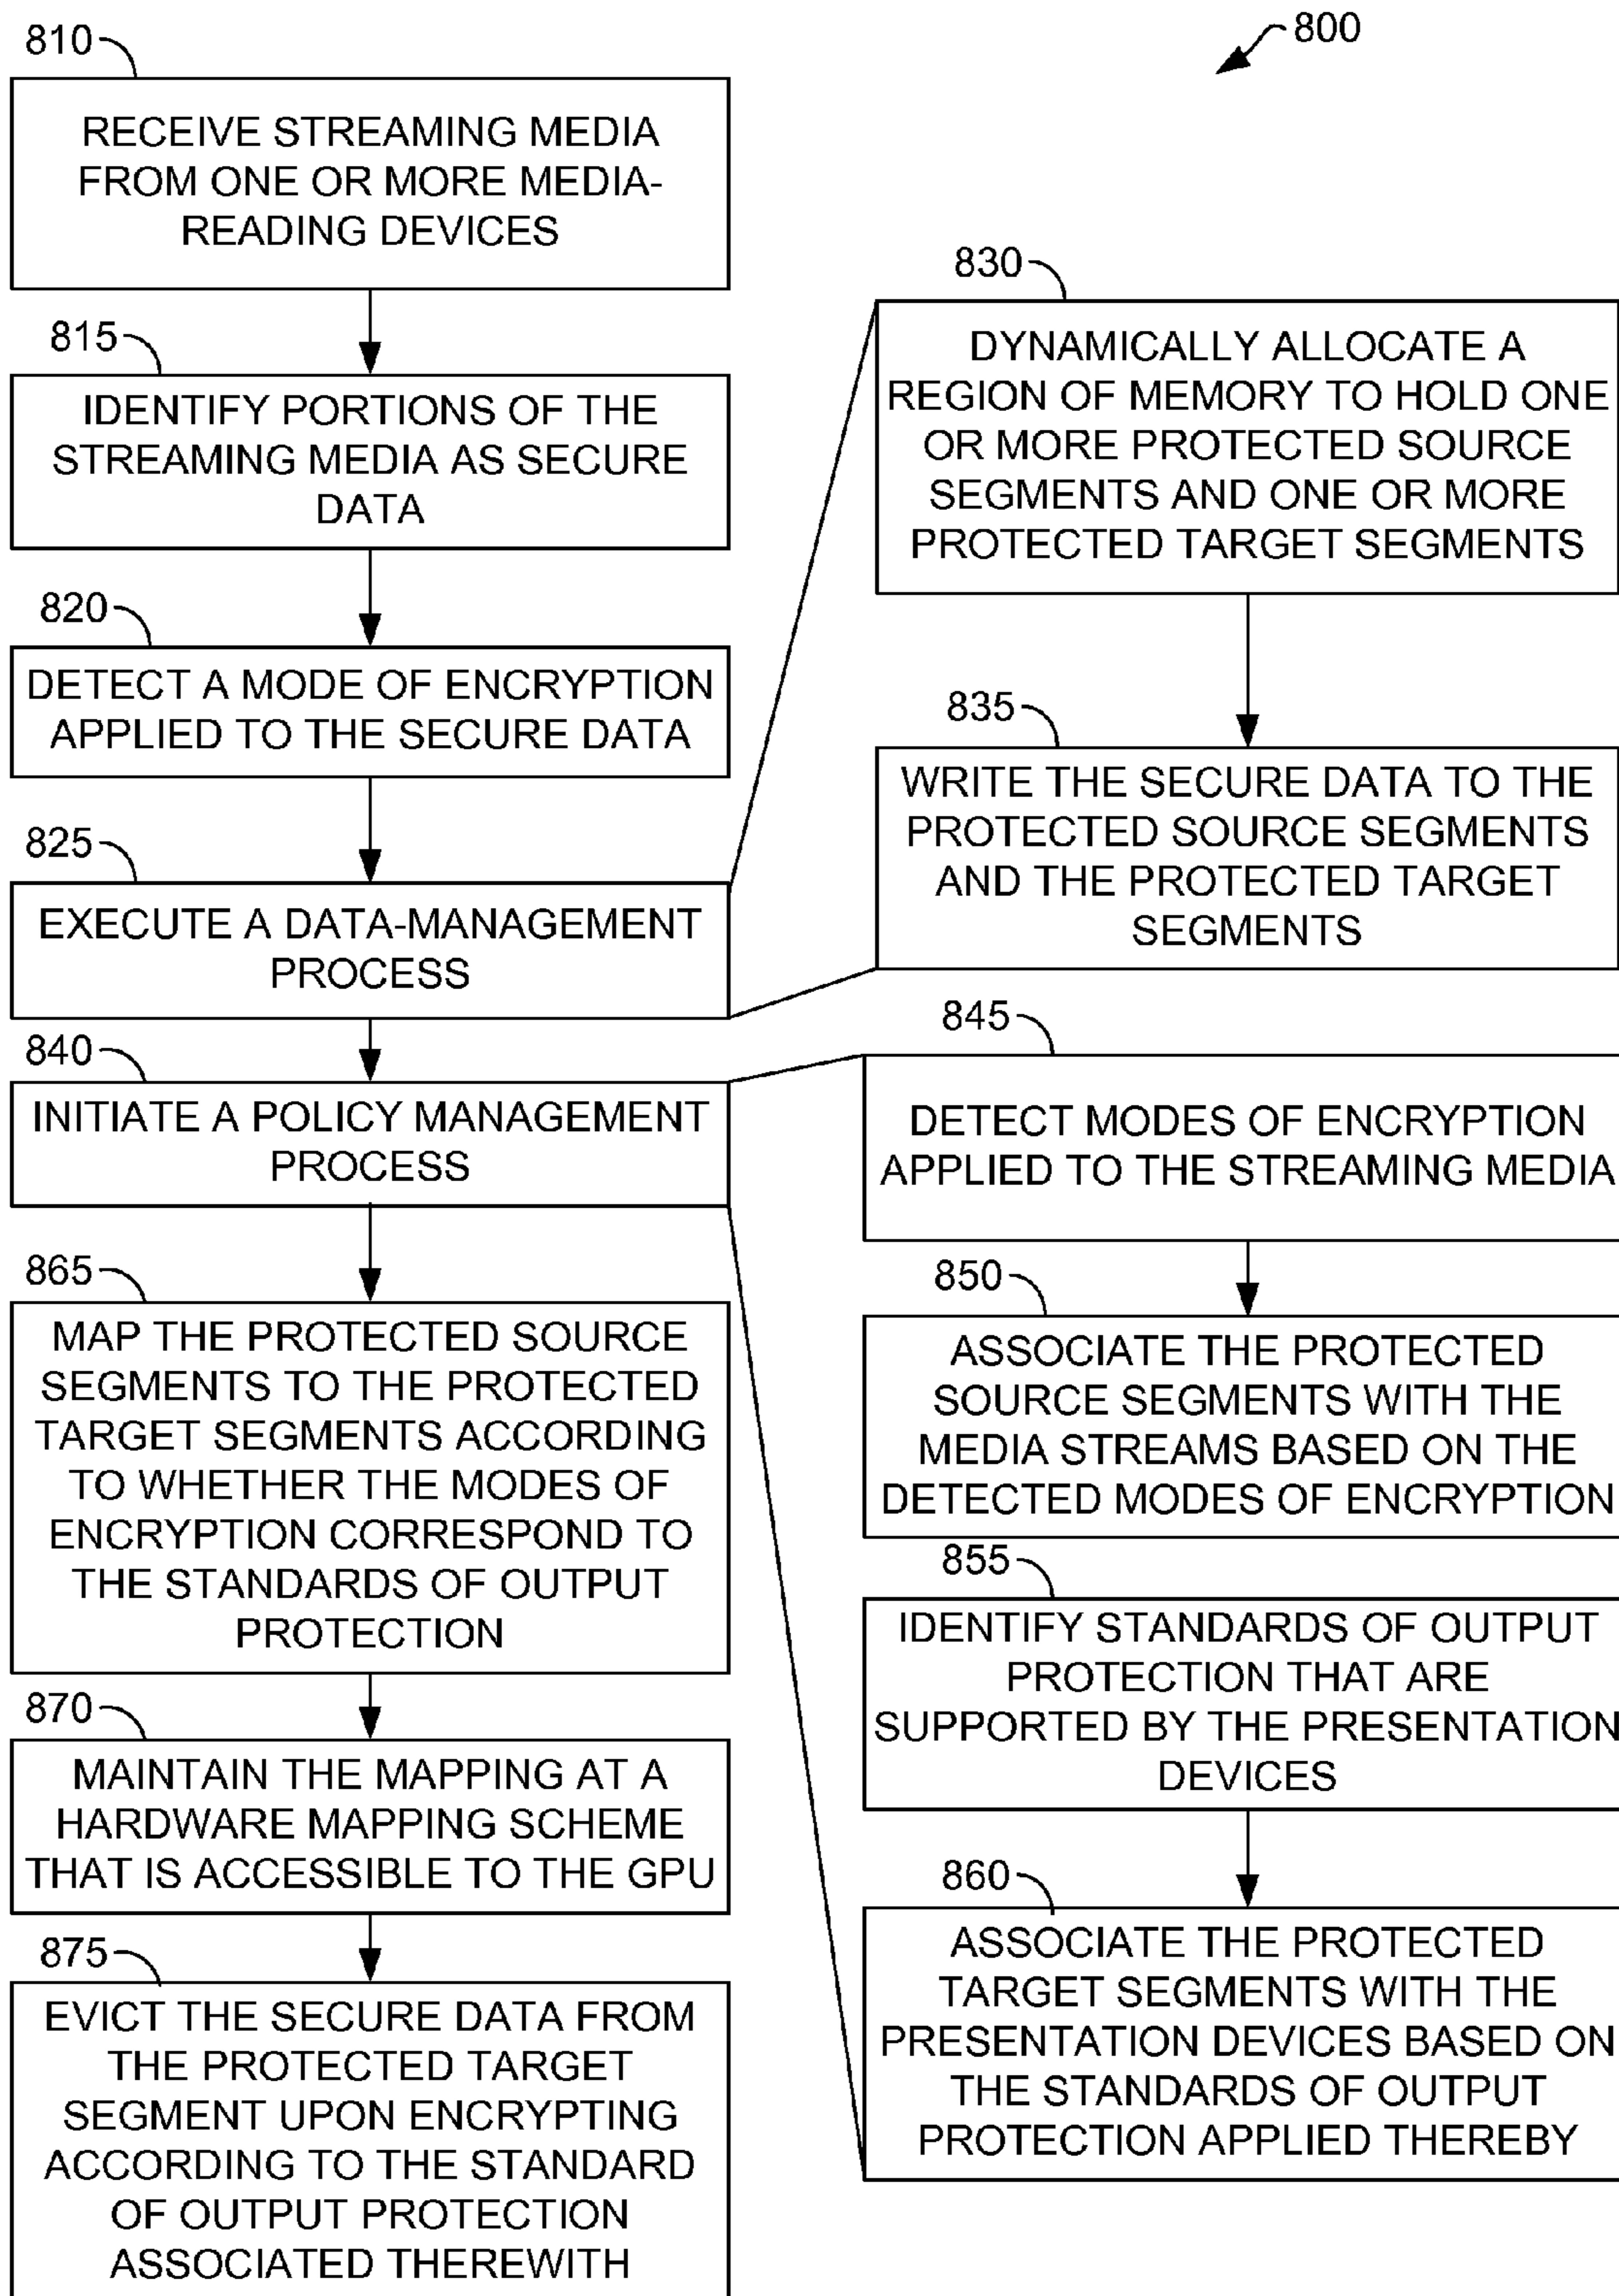 800
810
RECEIVE STREAMING MEDIA
FROM ONE OR MORE MEDIA-
READING DEVICES
815
IDENTIFY PORTIONS OF THE
STREAMING MEDIA AS SECURE
DATA
820
DETECT A MODE OF ENCRYPTION
APPLIED TO THE SECURE DATA
825
EXECUTE A DATA-MANAGEMENT
PROCESS
830
DYNAMICALLY ALLOCATE A
REGION OF MEMORY TO HOLD ONE
OR MORE PROTECTED SOURCE
SEGMENTS AND ONE OR MORE
PROTECTED TARGET SEGMENTS
835
WRITE THE SECURE DATA TO THE
PROTECTED SOURCE SEGMENTS
AND THE PROTECTED TARGET
SEGMENTS
840
INITIATE A POLICY MANAGEMENT
PROCESS
845
DETECT MODES OF ENCRYPTION
APPLIED TO THE STREAMING MEDIA
850
ASSOCIATE THE PROTECTED
SOURCE SEGMENTS WITH THE
MEDIA STREAMS BASED ON THE
DETECTED MODES OF ENCRYPTION
855
IDENTIFY STANDARDS OF OUTPUT
PROTECTION THAT ARE
SUPPORTED BY THE PRESENTATION
DEVICES
860
ASSOCIATE THE PROTECTED
TARGET SEGMENTS WITH THE
PRESENTATION DEVICES BASED ON
THE STANDARDS OF OUTPUT
PROTECTION APPLIED THEREBY
865
MAP THE PROTECTED SOURCE
SEGMENTS TO THE PROTECTED
TARGET SEGMENTS ACCORDING
TO WHETHER THE MODES OF
ENCRYPTION CORRESPOND TO
THE STANDARDS OF OUTPUT
PROTECTION
870
MAINTAIN THE MAPPING AT A
HARDWARE MAPPING SCHEME
THAT IS ACCESSIBLE TO THE GPU
875
EVICT THE SECURE DATA FROM
THE PROTECTED TARGET
SEGMENT UPON ENCRYPTING
ACCORDING TO THE STANDARD
OF OUTPUT PROTECTION
ASSOCIATED THEREWITH